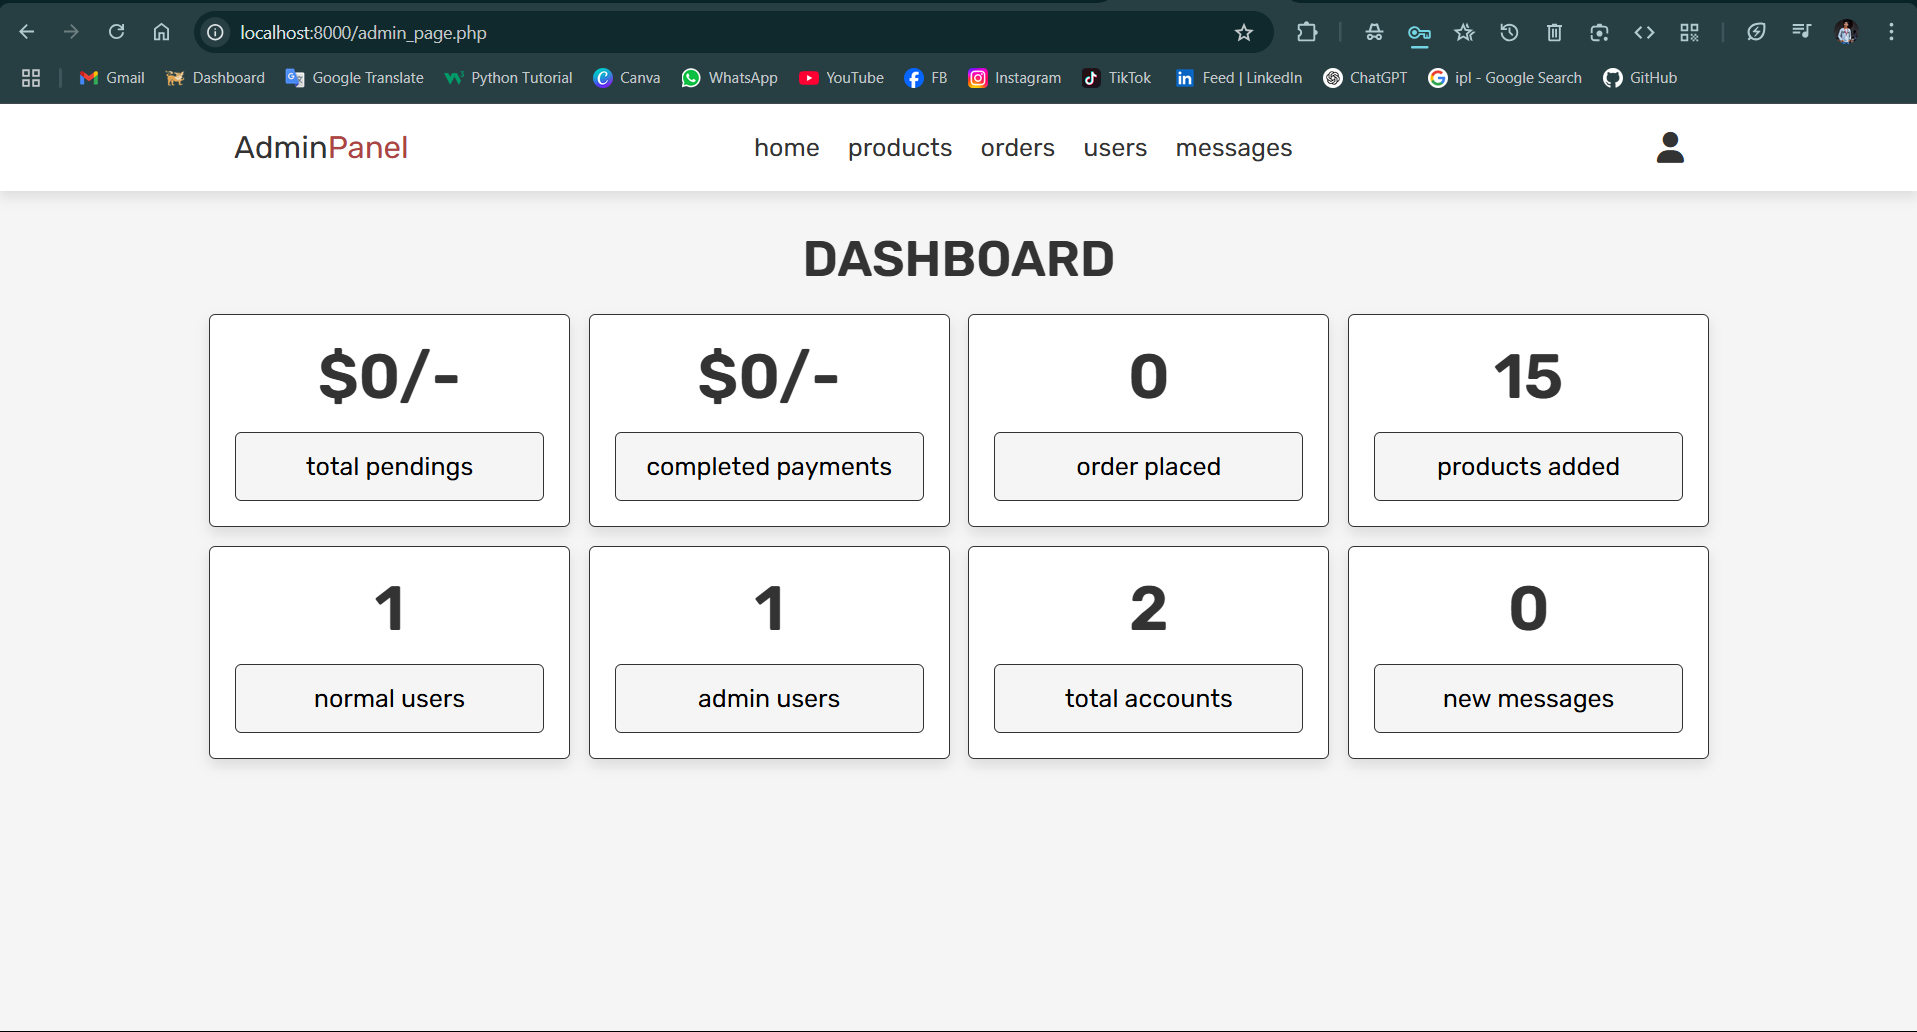 localhost:8000/admin_page.php
Gmail Dashboard Google Translate Python Tutorial Canva WhatsApp YouTube FB Instagram TikTok Feed | LinkedIn ChatGPT ipl - Google Search GitHub
AdminPanel home products orders users messages
DASHBOARD
$0/- $0/- 0 15
total pendings completed payments order placed products added
1 1 2 0
normal users admin users total accounts new messages